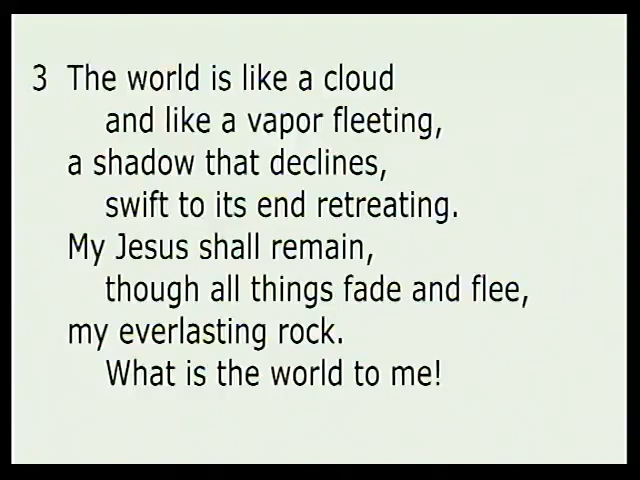 3 The world is like a cloud
and like a vapor fleeting,
a shadow that declines,
swift to its end retreating.
My Jesus shall remain,
though all things fade and flee,
my everlasting rock.
What is the world to me!